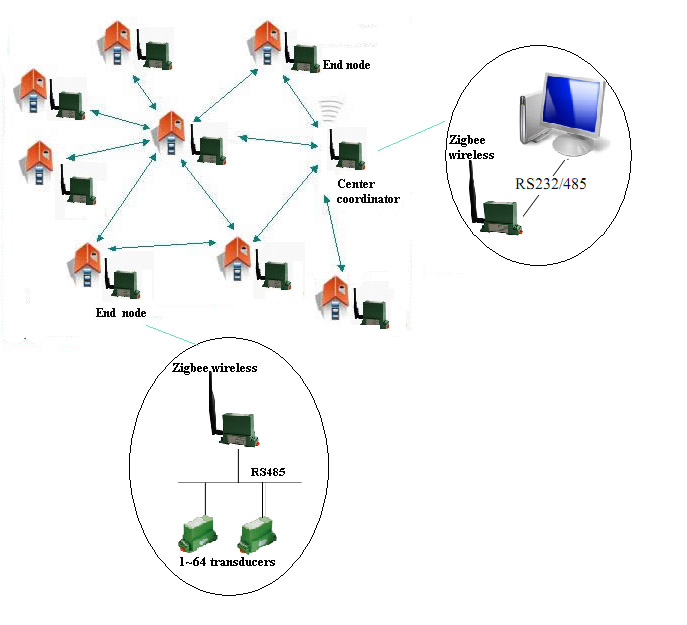 End node
Zigbee
wireless
RS232/485
Center
coordinator
End node
Zigbee wireless
RS485
1~64 transducers